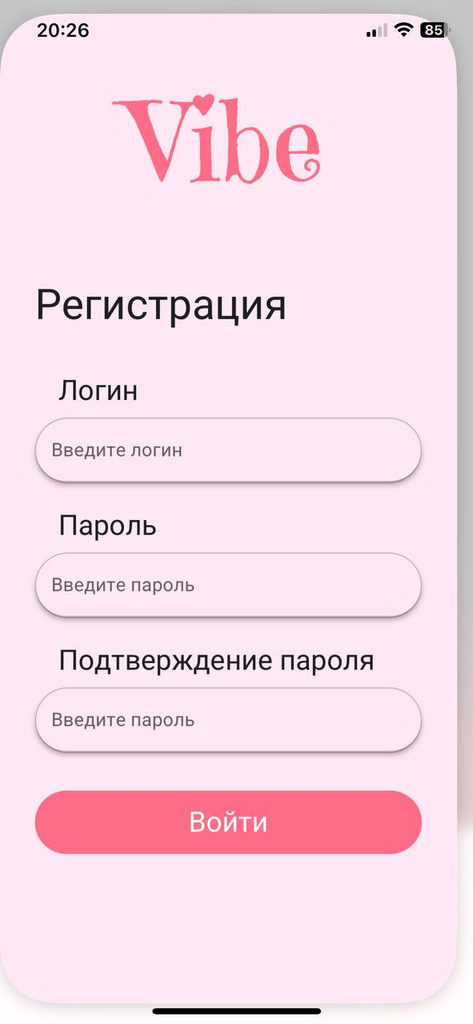 20:26
85
Vibe
Регистрация
Логин
Введите логин
Пароль
Введите пароль
Подтверждение пароля
Введите пароль
Войти